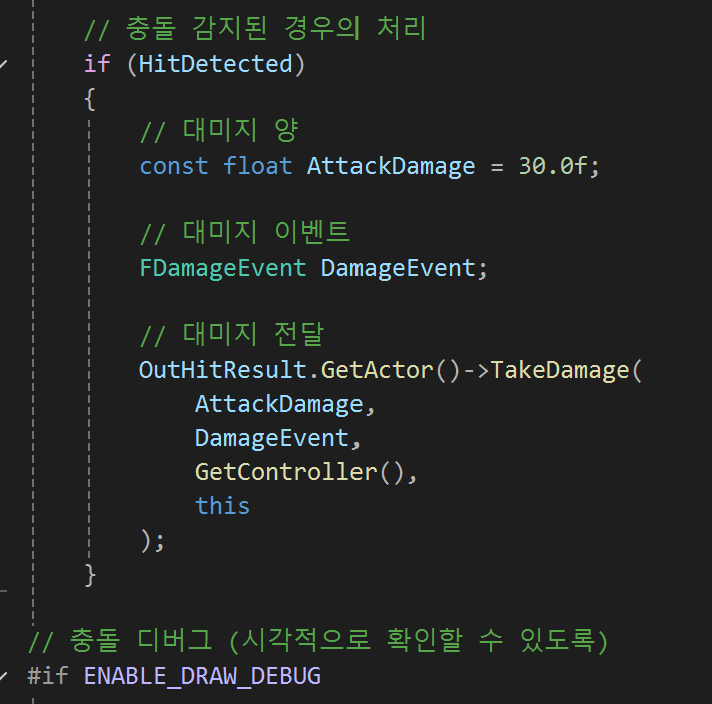 // 충돌 감지된 경우의 처리
if (HitDetected)
{
// 대미지 양
const float AttackDamage = 30.0f;
// 대미지 이벤트
FDamageEvent DamageEvent;
// 대미지 전달
OutHitResult.GetActor()->TakeDamage(
AttackDamage,
DamageEvent,
GetController(),
this
);
}
// 충돌 디버그 (시각적으로 확인할 수 있도록)
#if ENABLE_DRAW_DEBUG